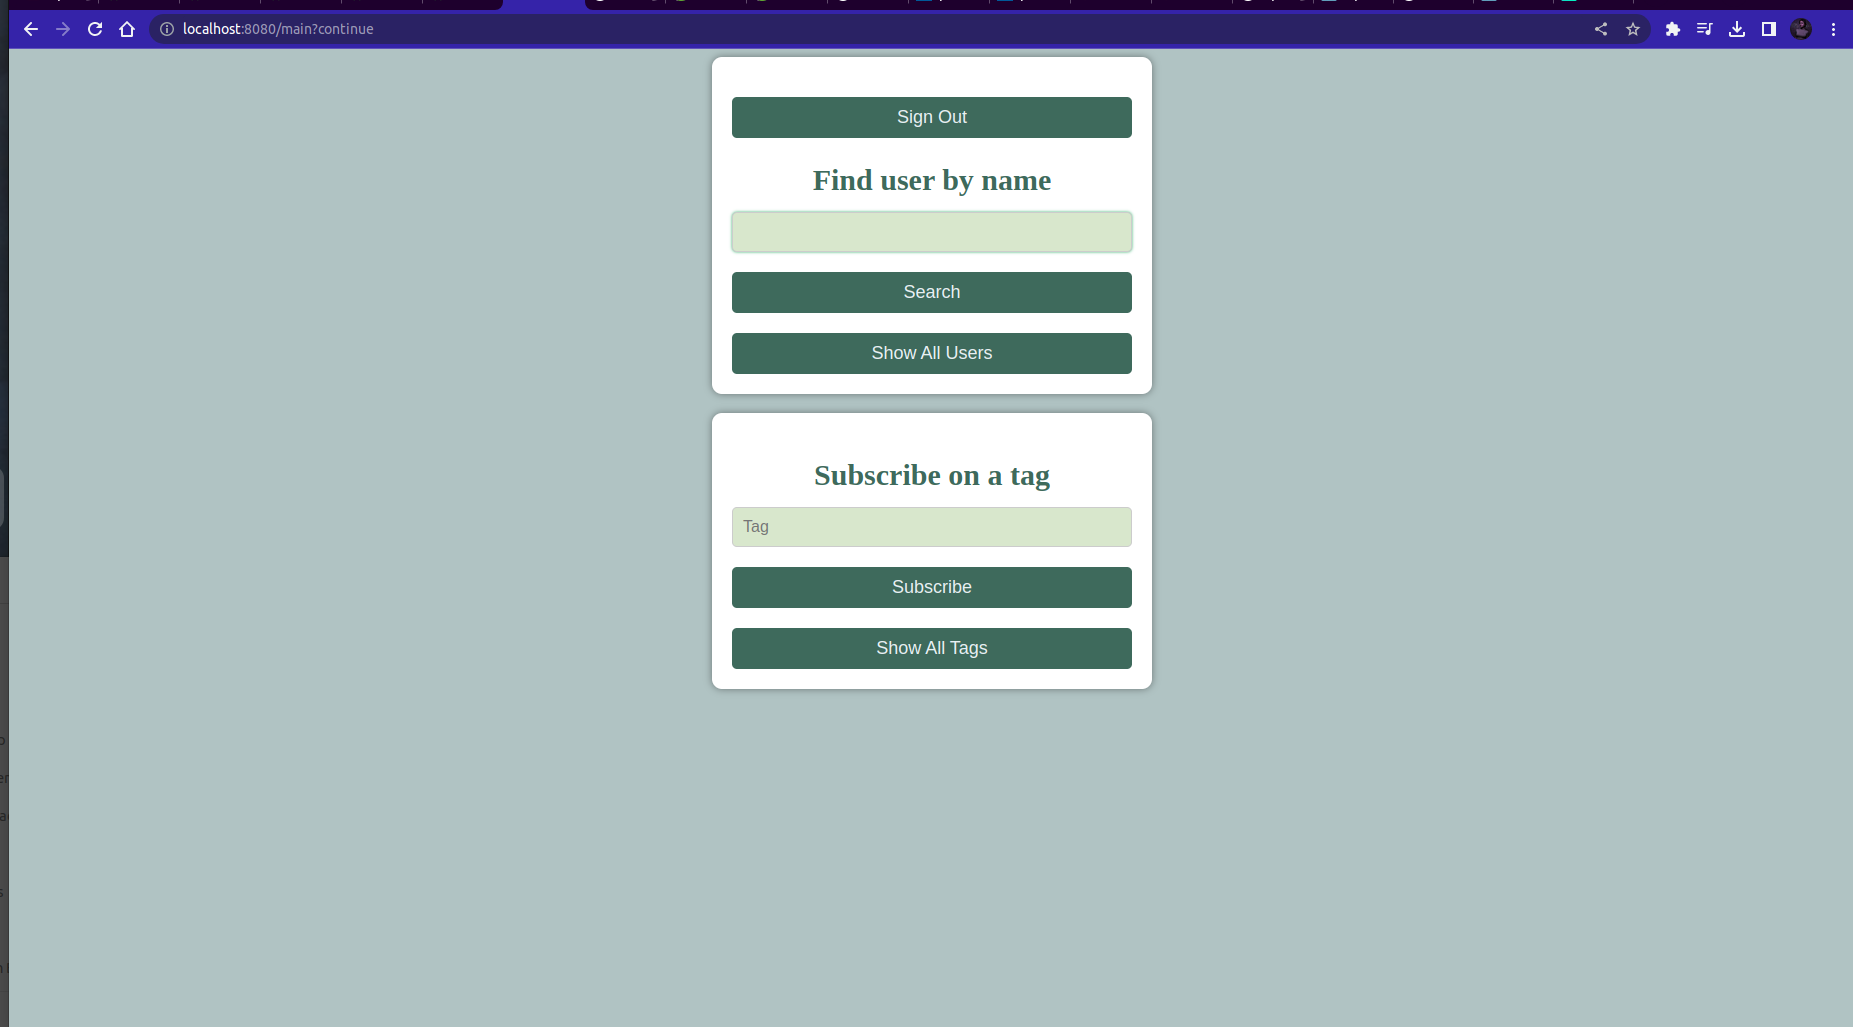 localhost:8080/main?continue
Sign Out
Find user by name
Search
Show All Users
Subscribe on a tag
Tag
Subscribe
Show All Tags